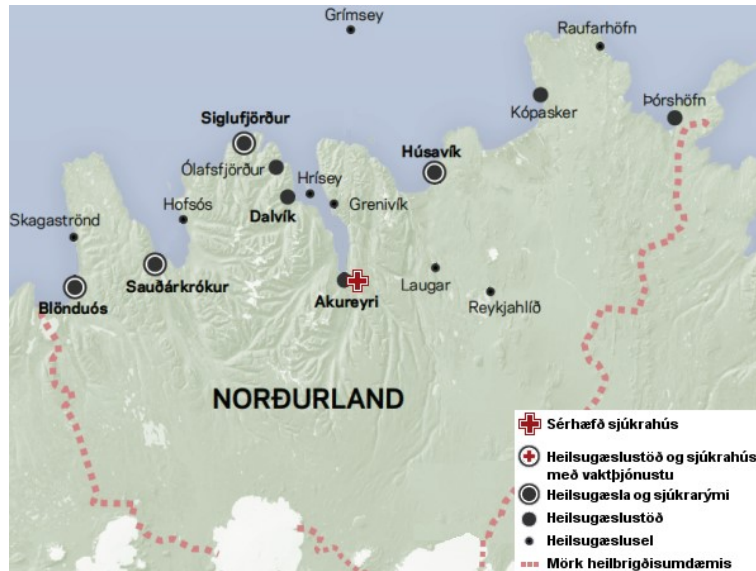 Grímsey
Raufarhöfn
Kópasker
Þórshöfn
Siglufjörður
Ólafsfjörður
Húsavík
Hrísey
Hofsós
Dalvík
Grenivík
Skagaströnd
Sauðárkrókur
Blönduós
Akureyri
Laugar
Reykjahlíð
NORÐURLAND
Sérhæfð sjúkrahús
Heilsugæslustöð og sjúkrahús
með vaktþjónustu
Heilsugæsla og sjúkrarými
Heilsugæslustöð
Heilsugæslusel
Mörk heilbrigðisumdæmis